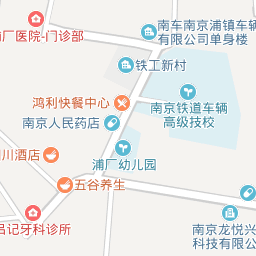 南车南京浦镇车辆
有限公司单身楼
厂医院-门诊部
铁工新村
鸿利快餐中心
南京铁道车辆
高级技校
南京人民药店
浦厂幼儿园
川酒店
五谷养生
吕记牙科诊所
南京龙悦兴
科技有限公